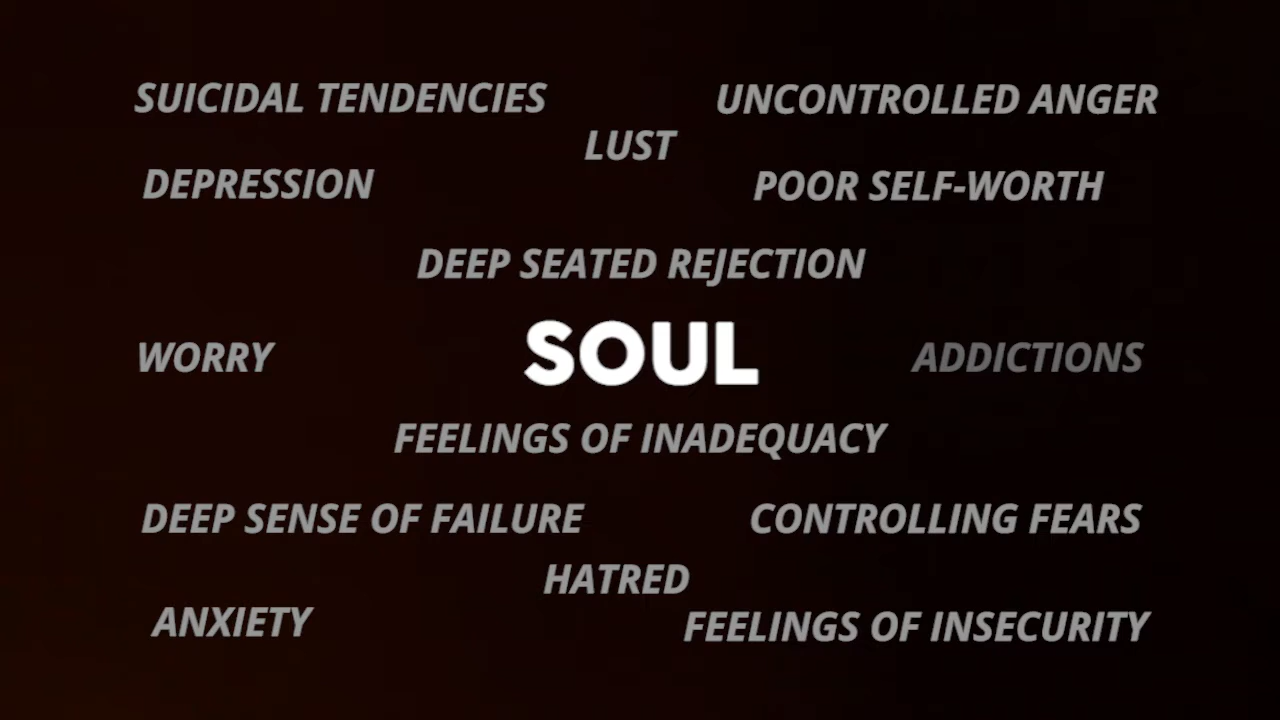 SUICIDAL TENDENCIES
UNCONTROLLED ANGER
LUST
DEPRESSION
POOR SELF-WORTH
DEEP SEATED REJECTION
WORRY
SOUL
ADDICTIONS
FEELINGS OF INADEQUACY
DEEP SENSE OF FAILURE
CONTROLLING FEARS
HATRED
ANXIETY
FEELINGS OF INSECURITY